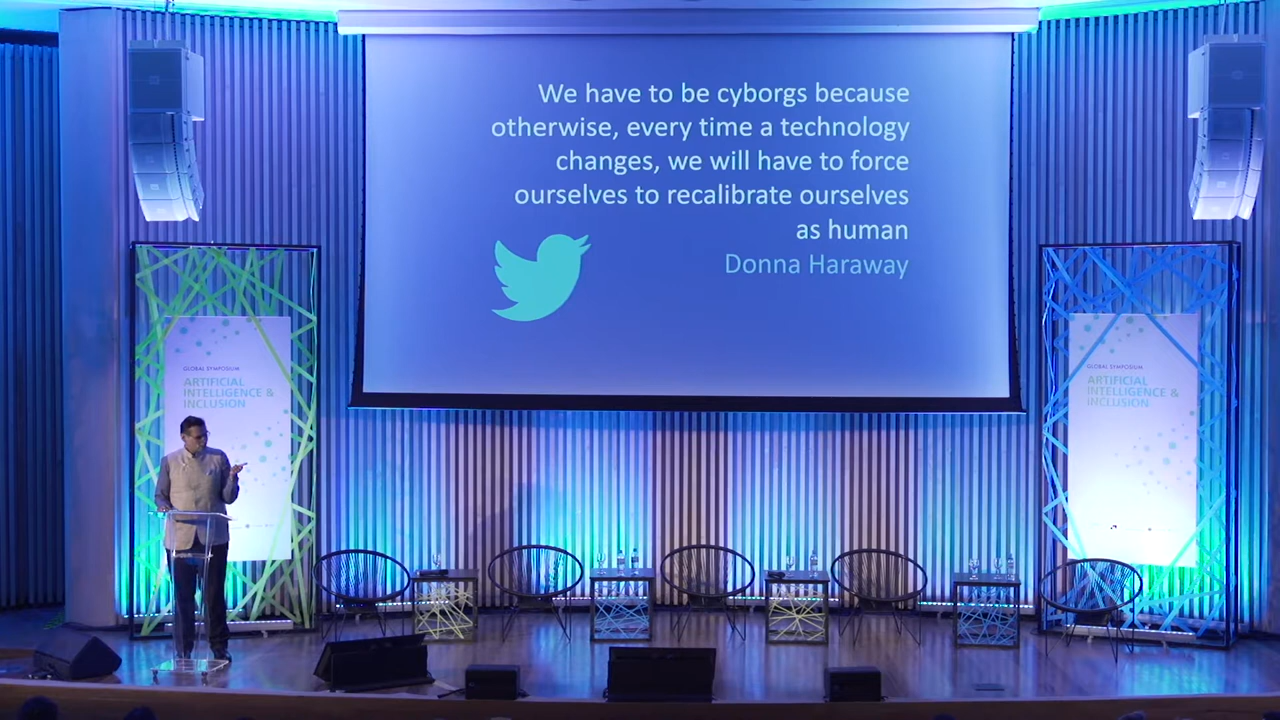 We have to be cyborgs because
otherwise, every time a technology
changes, we will have to force
ourselves to recalibrate ourselves
as human
Donna Haraway
GLOBAL SYMPOSIUM
ARTIFICIAL
INTELLIGENCE &
INCLUSION
GLOBAL SYMPOSIUM
ARTIFICIAL
INTELLIGENCE &
INCLUSION